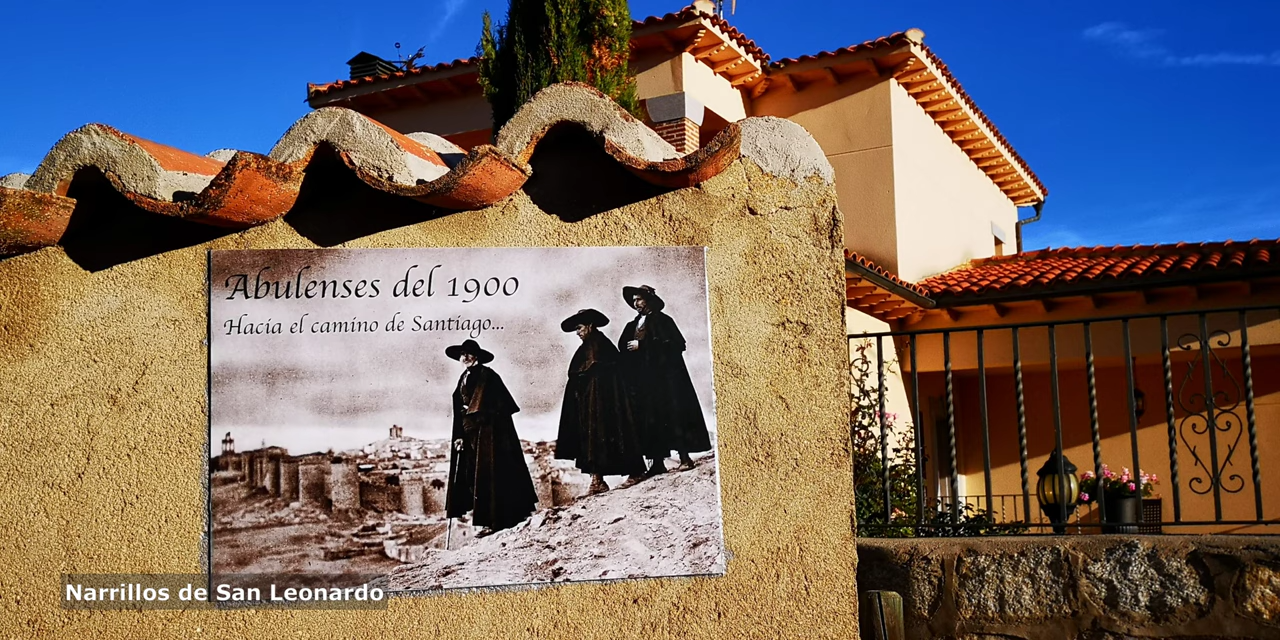 Abulenses del 1900
Hacia el camino de Santiago...
Narrillos de San Leonardo